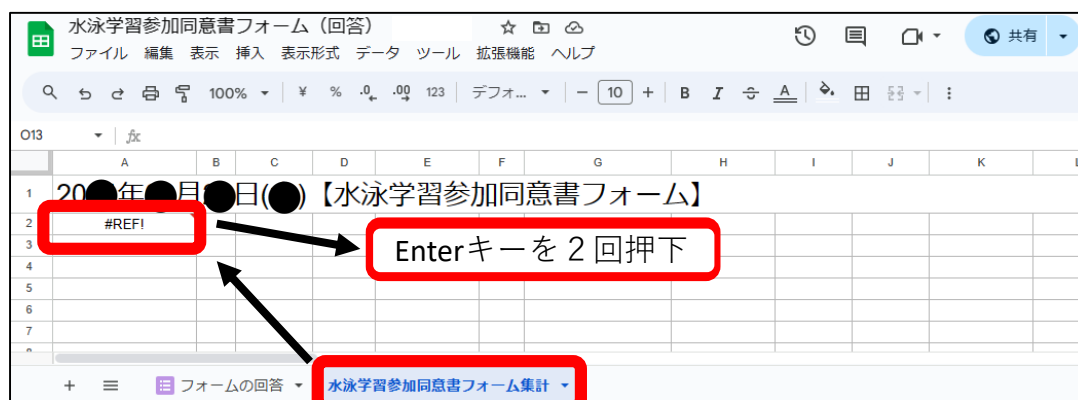 水泳学習参加同意書フォーム（回答）
ファイル 編集 表示 挿入 表示形式 データ ツール 拡張機能 ヘルプ
共有
100% ¥ % .0 .00 123 デフォ... − 10 + B I A
O13 fx
A B C D E F G H I J K L
1 20●●年●月●日(●)【水泳学習参加同意書フォーム】
2 #REF!
3
Enterキーを２回押下
4
5
6
7
8
+ フォームの回答 水泳学習参加同意書フォーム集計